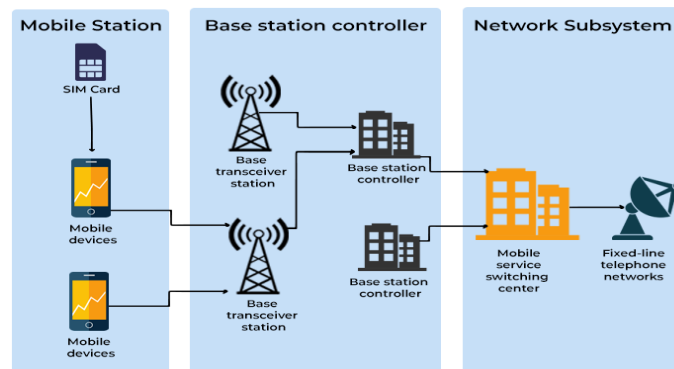 Mobile Station
Base station controller
Network Subsystem
SIM Card
Base
transceiver
station
Base station
controller
Mobile
devices
Base
transceiver
station
Base station
controller
Mobile
service
switching
center
Fixed-line
telephone
networks
Mobile
devices